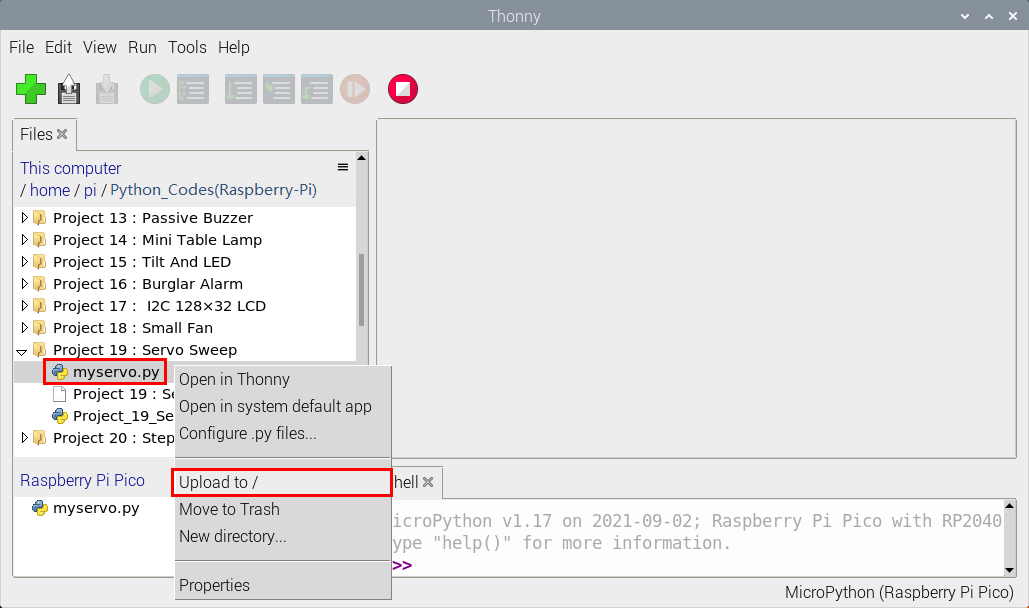 Thonny
File Edit View Run Tools Help
Files
This computer
/ home / pi / Python_Codes(Raspberry-Pi)
Project 13 : Passive Buzzer
Project 14 : Mini Table Lamp
Project 15 : Tilt And LED
Project 16 : Burglar Alarm
Project 17 : I2C 128×32 LCD
Project 18 : Small Fan
Project 19 : Servo Sweep
myservo.py
Project 19 : Se
Project_19_Se
Project 20 : Step
Open in Thonny
Open in system default app
Configure .py files...
Upload to /
Move to Trash
New directory...
Properties
Raspberry Pi Pico
myservo.py
hell
icroPython v1.17 on 2021-09-02; Raspberry Pi Pico with RP2040
ype "help()" for more information.
>>
MicroPython (Raspberry Pi Pico)